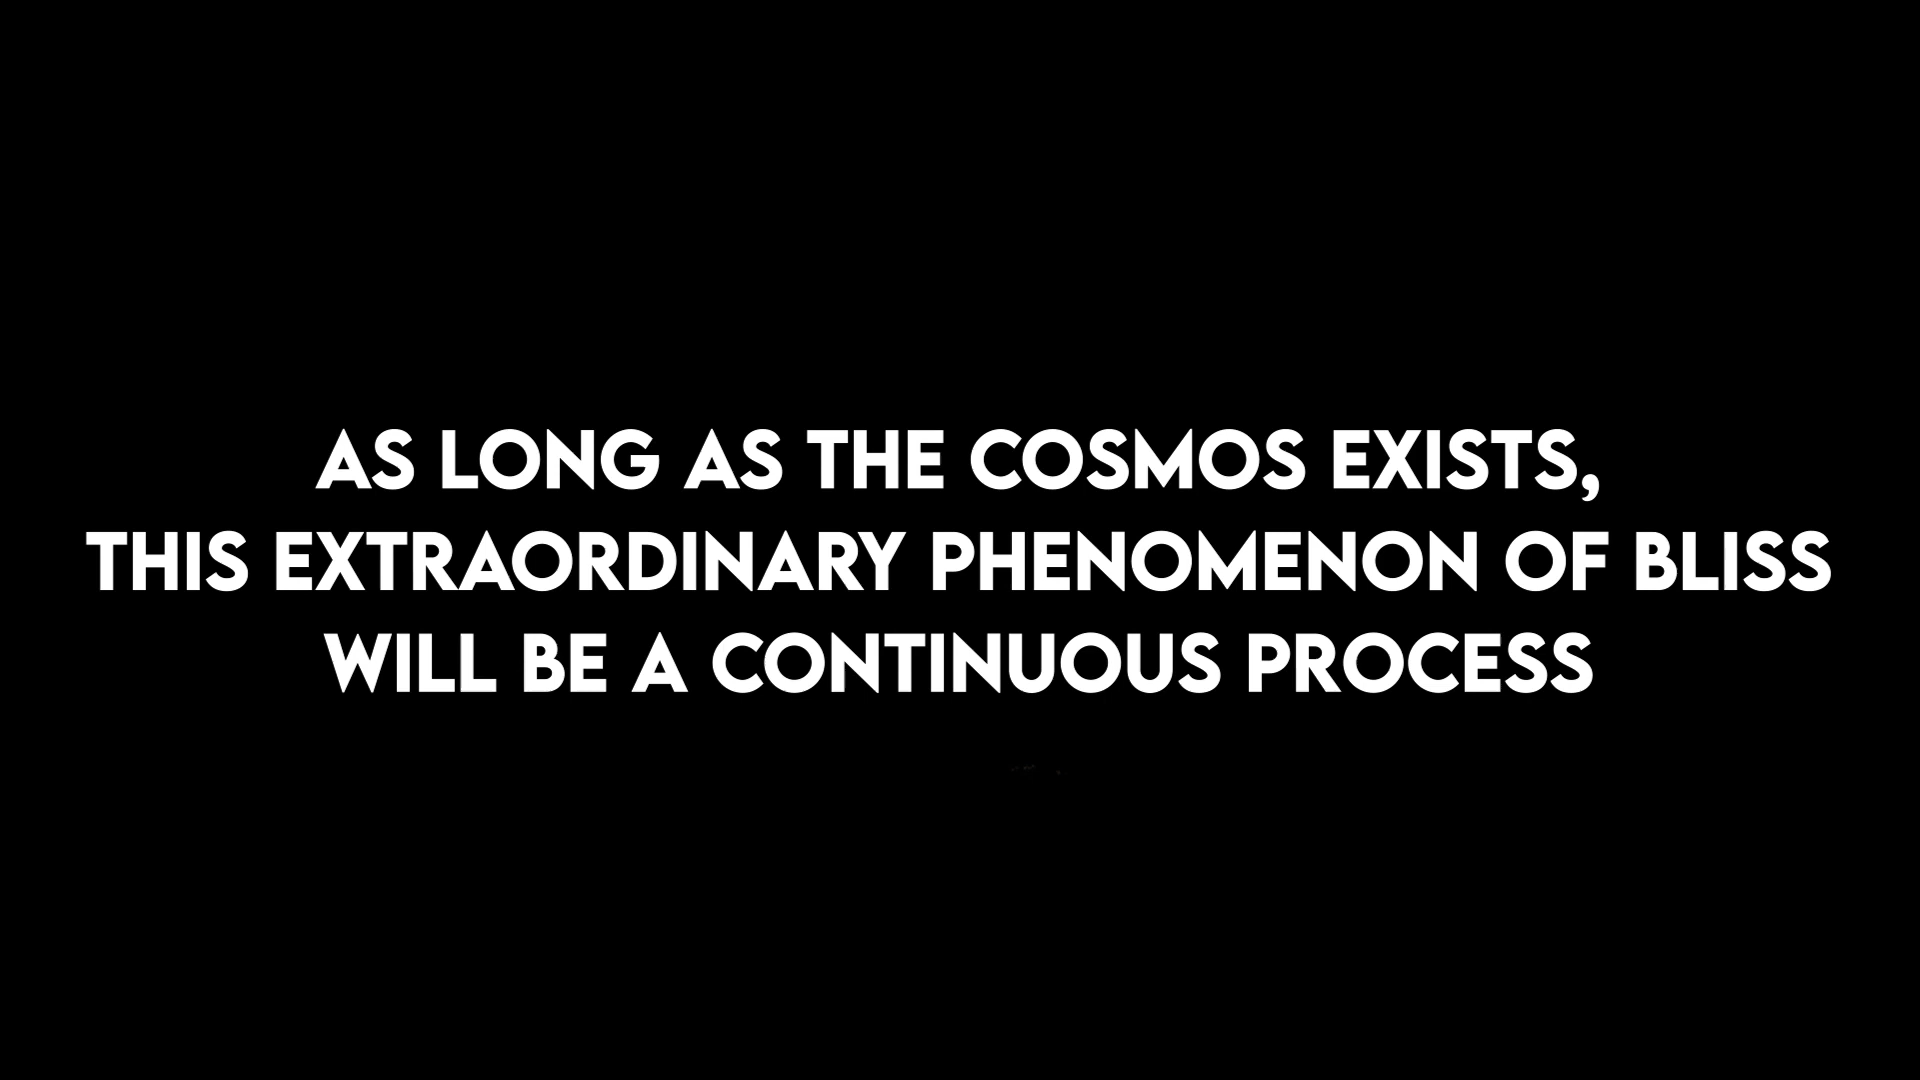 AS LONG AS THE COSMOS EXISTS,
THIS EXTRAORDINARY PHENOMENON OF BLISS
WILL BE A CONTINUOUS PROCESS